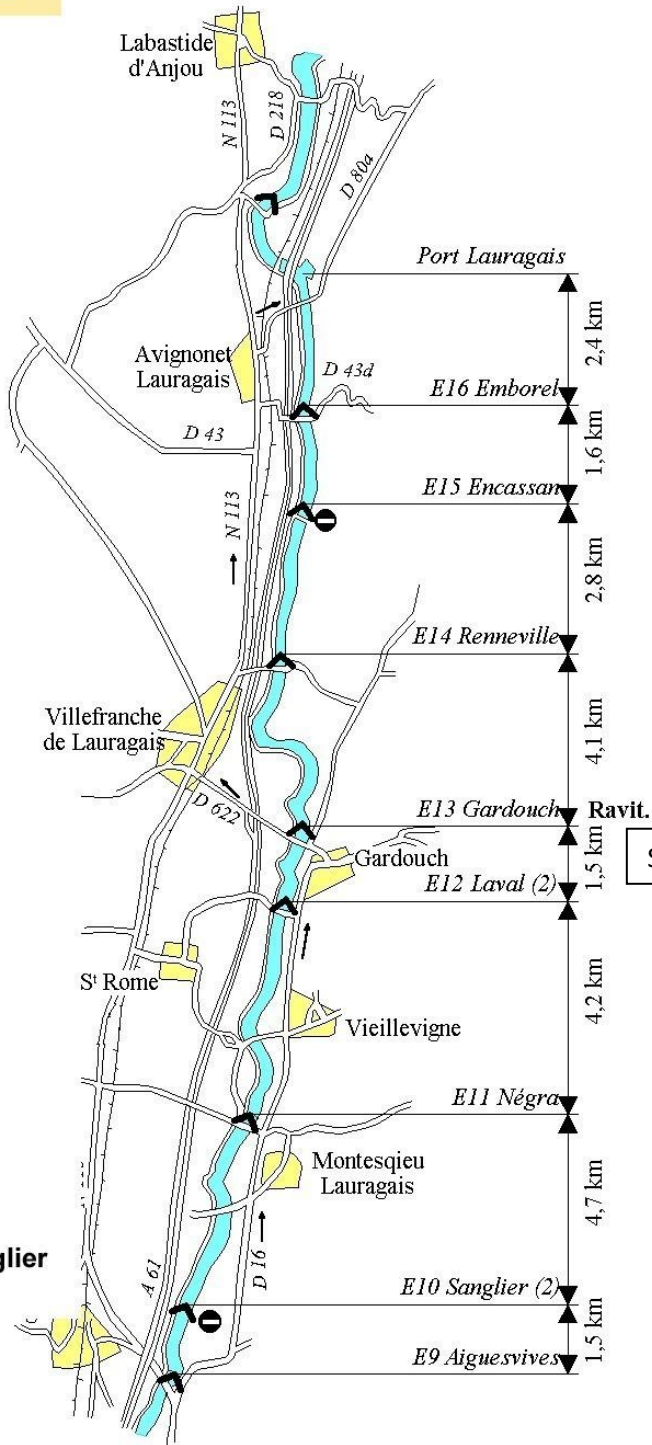 Labastide
d'Anjou
N 113
D 218
D 80a
Port Lauragais
2,4 km
Avignonet
Lauragais
D 43d
E16 Emborel
D 43
1,6 km
E15 Encassan
N 113
2,8 km
E14 Renneville
Villefranche
de Lauragais
4,1 km
D 622
E13 Gardouch
Ravit.
Gardouch
1,5 km
S
E12 Laval (2)
St Rome
4,2 km
Vieillevigne
E11 Négra
Montesqieu
Lauragais
4,7 km
glier
A 61
D 16
E10 Sanglier (2)
1,5 km
E9 Aiguesvives